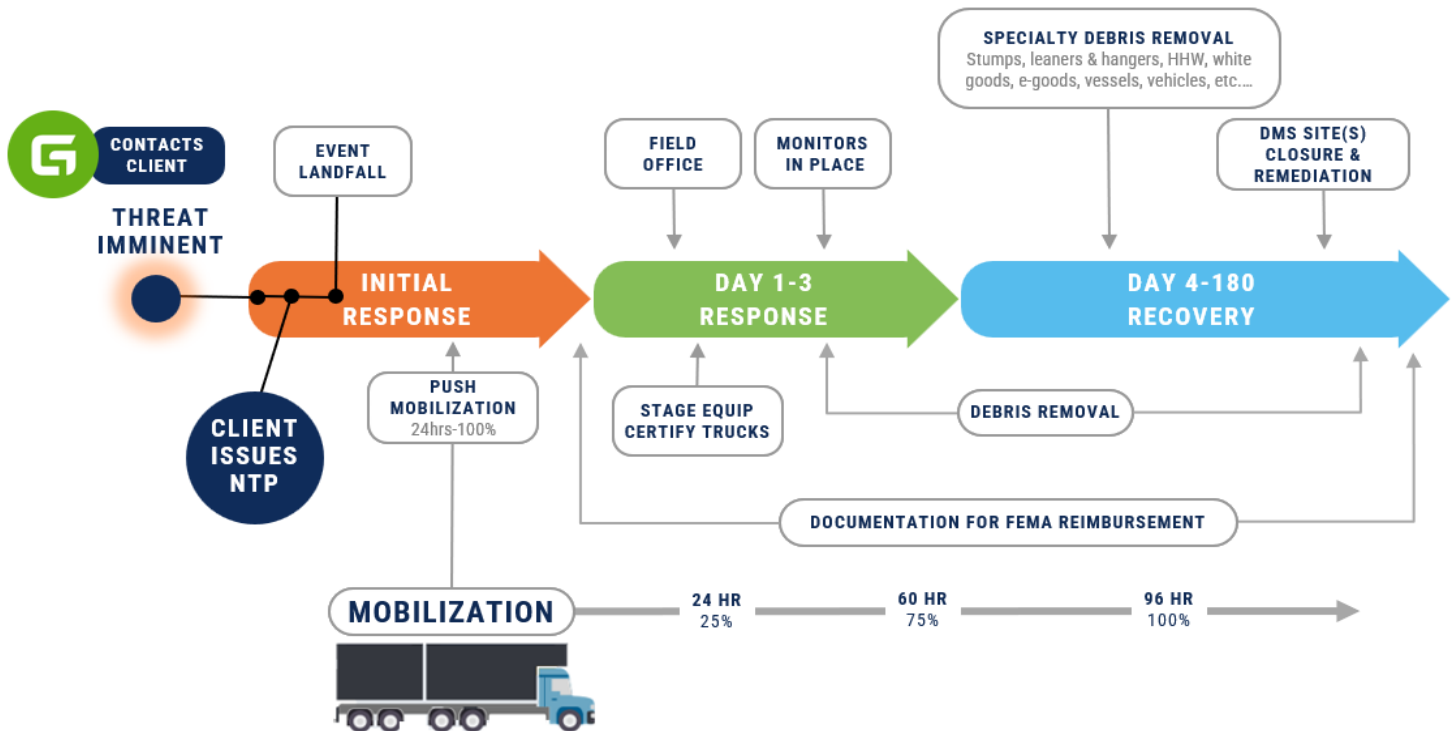 SPECIALTY DEBRIS REMOVAL
Stumps, leaners & hangers, HHW, white
goods, e-goods, vessels, vehicles, etc....
G
CONTACTS
CLIENT
EVENT
LANDFALL
FIELD
OFFICE
MONITORS
IN PLACE
DMS SITE(S)
CLOSURE &
REMEDIATION
THREAT
IMMINENT
INITIAL
RESPONSE
DAY 1-3
RESPONSE
DAY 4-180
RECOVERY
CLIENT
ISSUES
NTP
PUSH
MOBILIZATION
24hrs-100%
STAGE EQUIP
CERTIFY TRUCKS
DEBRIS REMOVAL
DOCUMENTATION FOR FEMA REIMBURSEMENT
MOBILIZATION
24 HR
25%
60 HR
75%
96 HR
100%